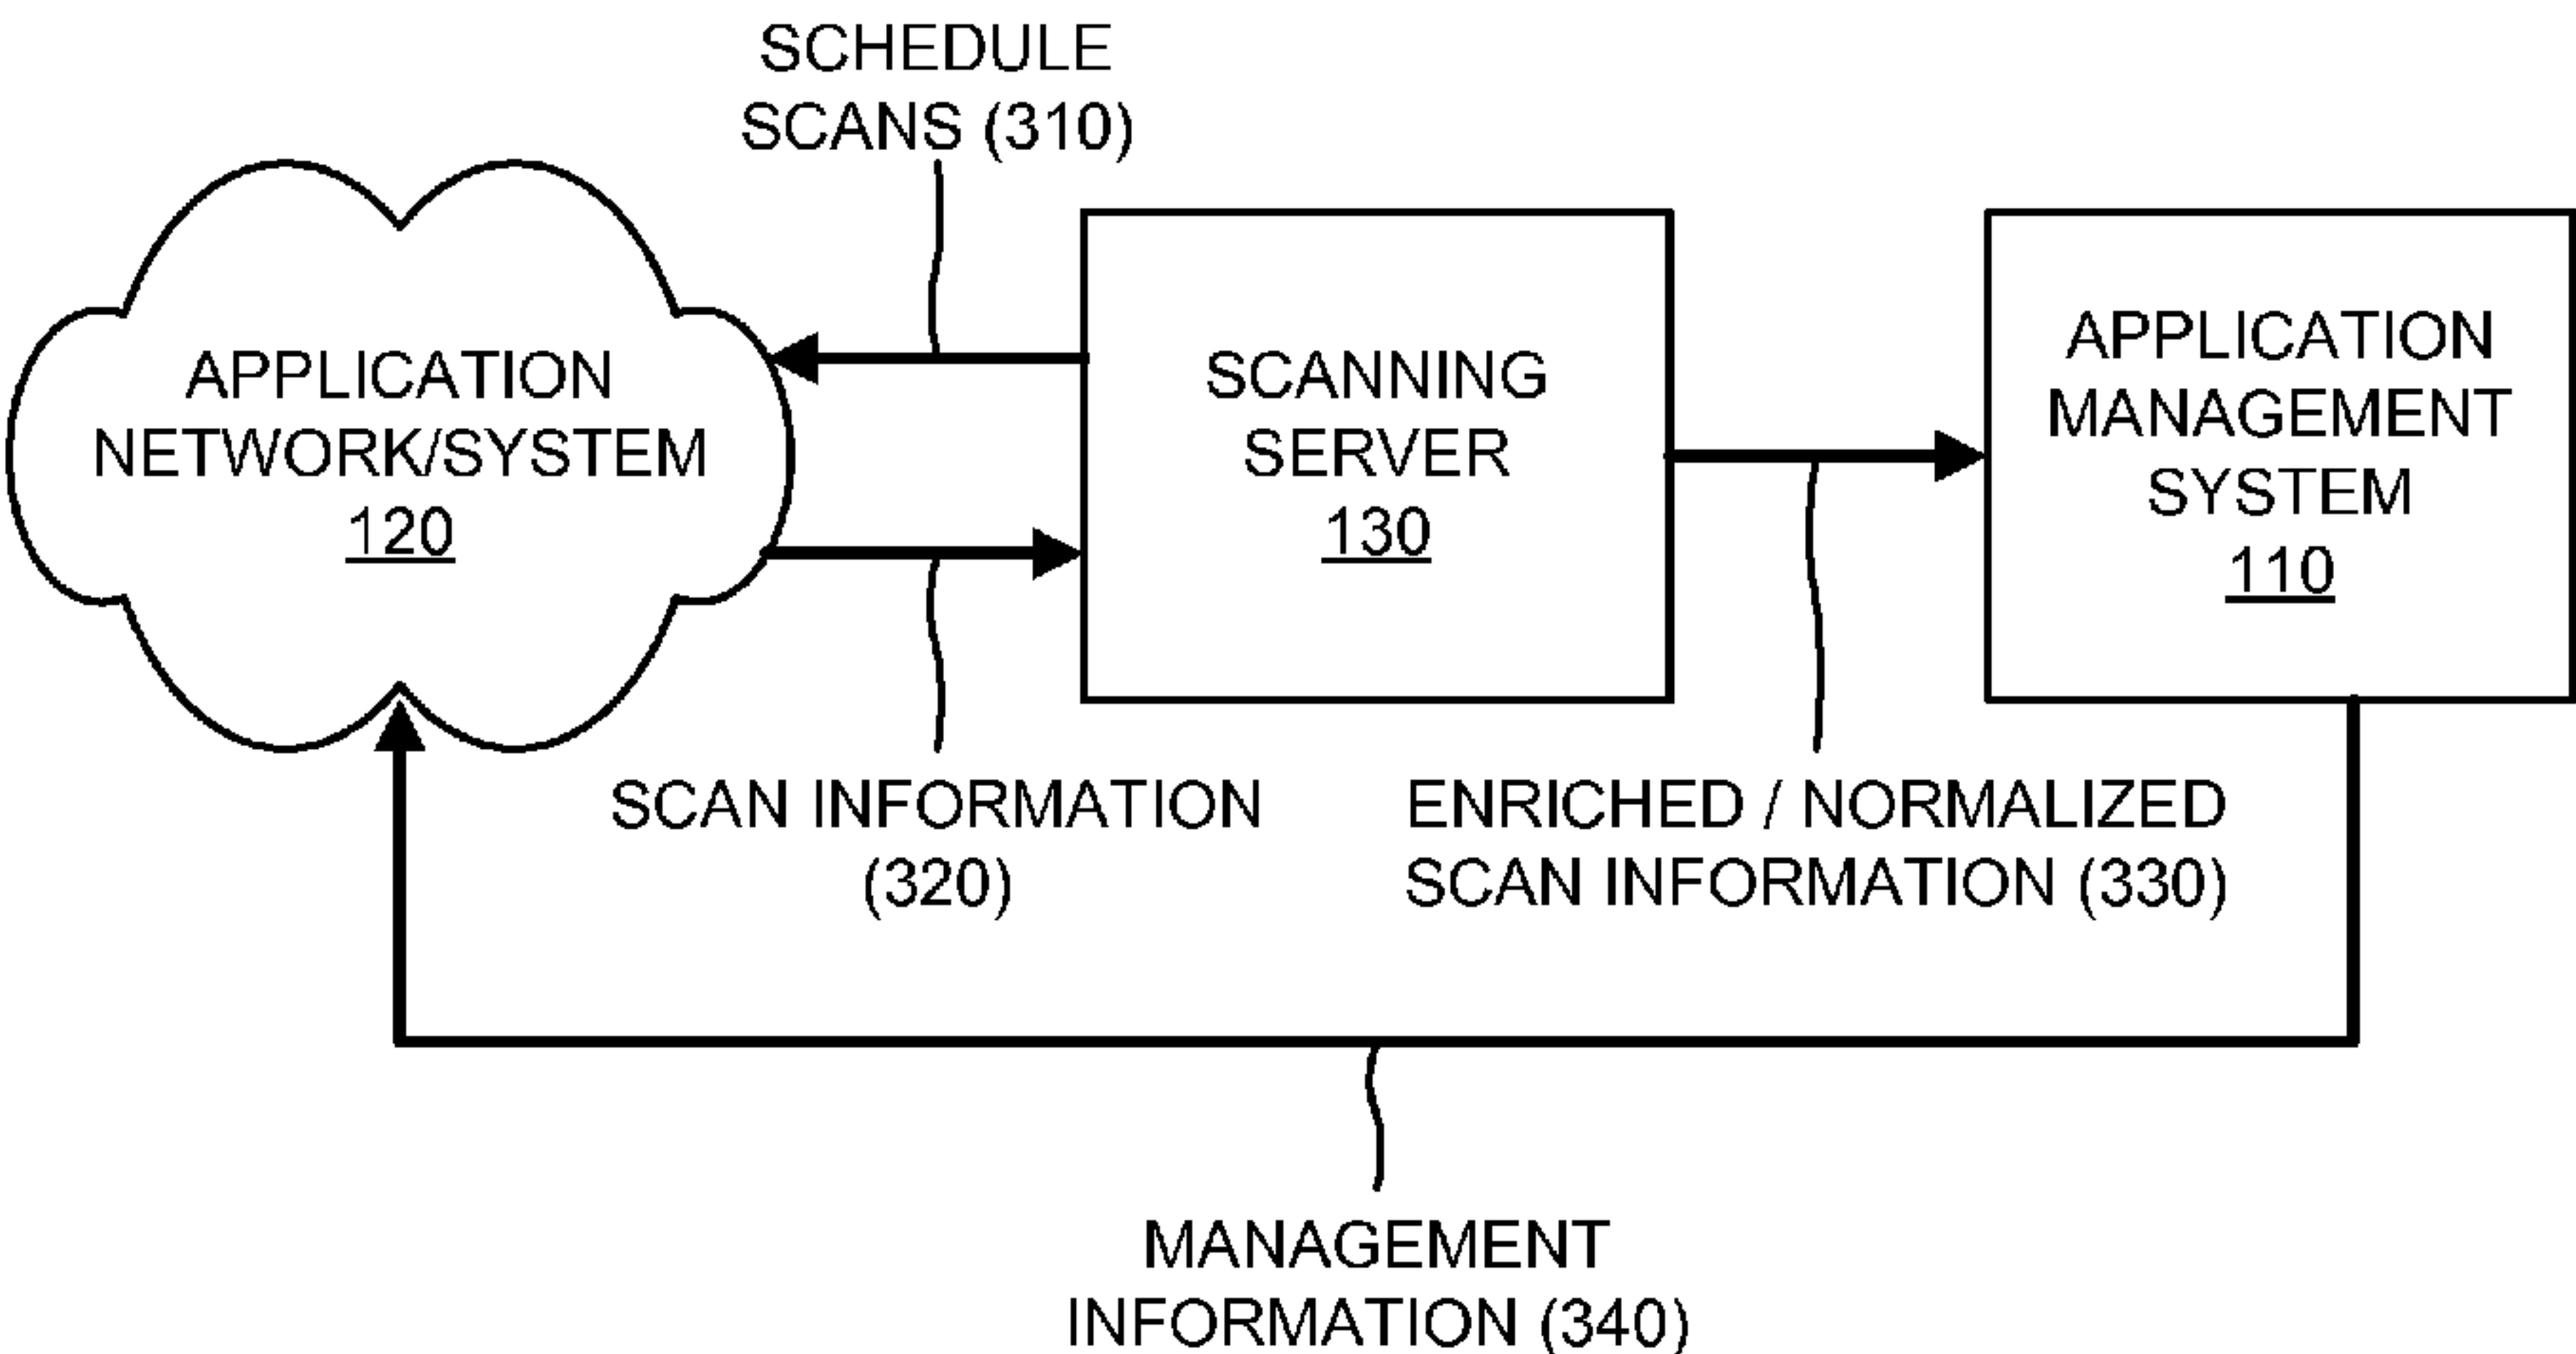 SCHEDULE
SCANS (310)
APPLICATION
NETWORK/SYSTEM
120
SCANNING
SERVER
130
APPLICATION
MANAGEMENT
SYSTEM
110
SCAN INFORMATION
(320)
ENRICHED / NORMALIZED
SCAN INFORMATION (330)
MANAGEMENT
INFORMATION (340)